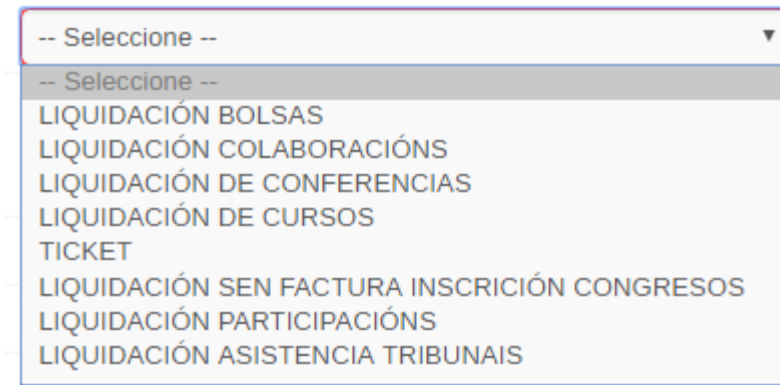 -- Seleccione --
-- Seleccione --
LIQUIDACIÓN BOLSAS
LIQUIDACIÓN COLABORACIÓNS
LIQUIDACIÓN DE CONFERENCIAS
LIQUIDACIÓN DE CURSOS
TICKET
LIQUIDACIÓN SEN FACTURA INSCRICIÓN CONGRESOS
LIQUIDACIÓN PARTICIPACIÓNS
LIQUIDACIÓN ASISTENCIA TRIBUNAIS